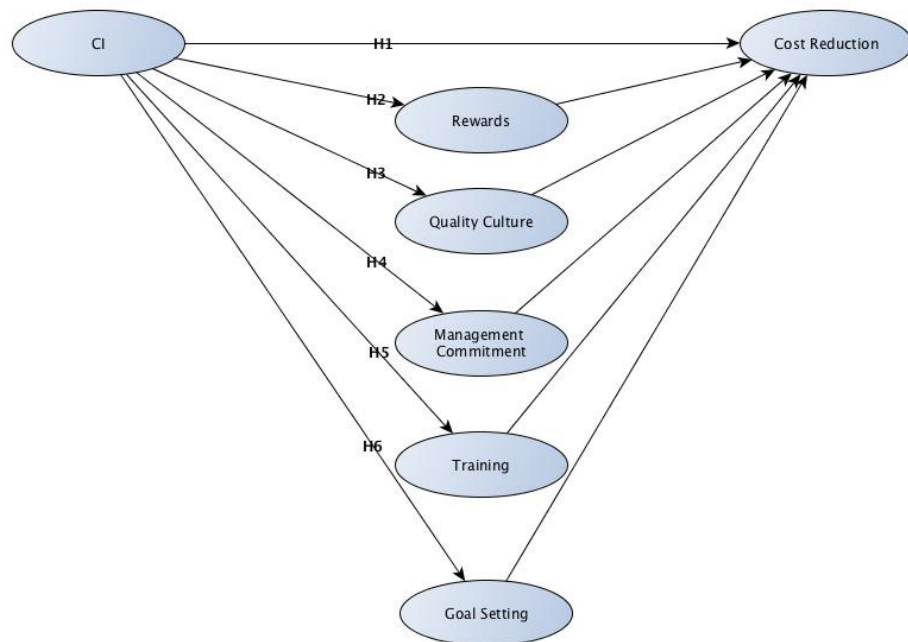 CI
H1
Cost Reduction
H2
Rewards
H3
Quality Culture
H4
Management
Commitment
H5
Training
H6
Goal Setting